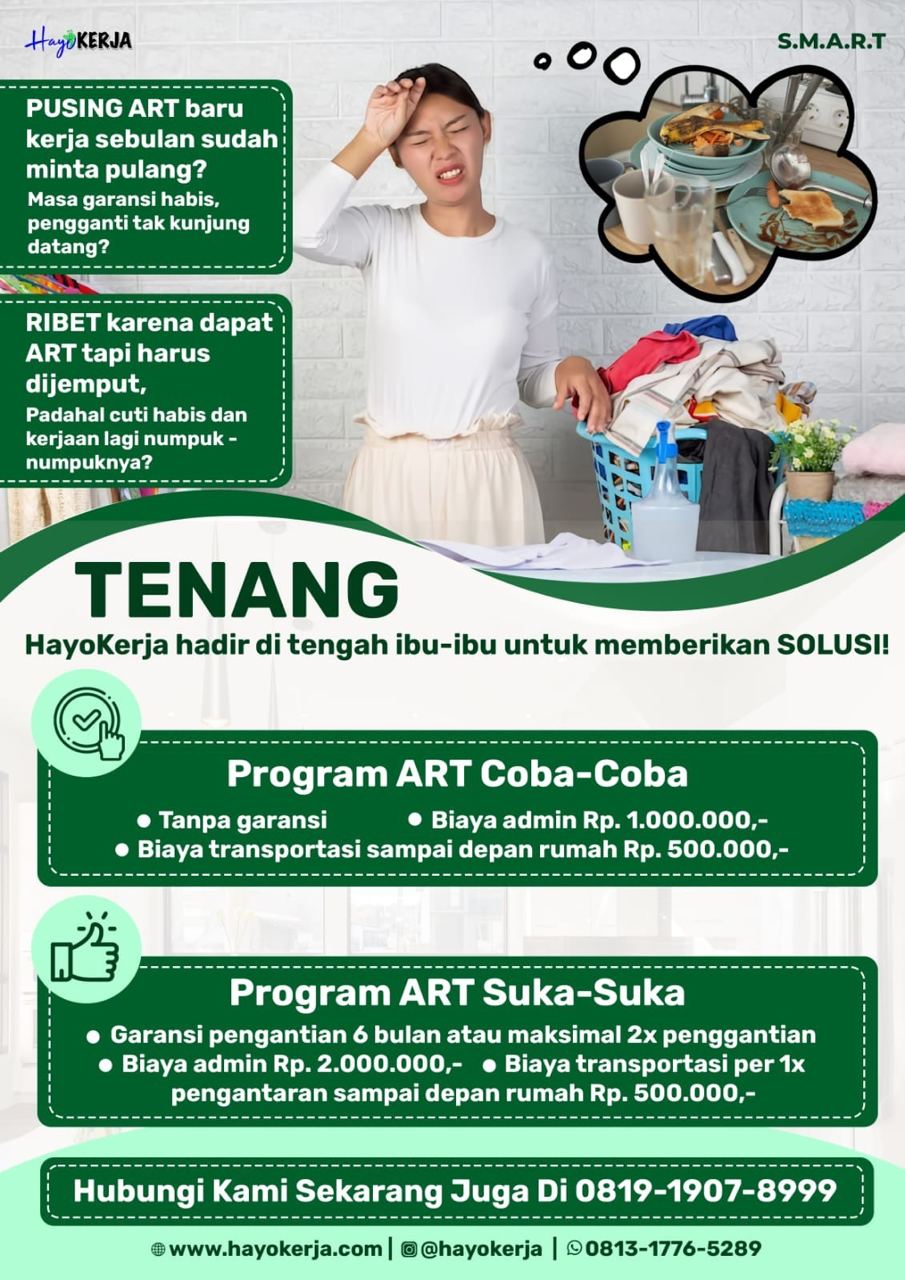 HayoKERJA
S.M.A.R.T
PUSING ART baru
kerja sebulan sudah
minta pulang?
Masa garansi habis,
pengganti tak kunjung
datang?
RIBET karena dapat
ART tapi harus
dijemput,
Padahal cuti habis dan
kerjaan lagi numpuk -
numpuknya?
TENANG
HayoKerja hadir di tengah ibu-ibu untuk memberikan SOLUSI!
Program ART Coba-Coba
● Tanpa garansi ● Biaya admin Rp. 1.000.000,-
● Biaya transportasi sampai depan rumah Rp. 500.000,-
Program ART Suka-Suka
● Garansi pengantian 6 bulan atau maksimal 2x penggantian
● Biaya admin Rp. 2.000.000,- ● Biaya transportasi per 1x
pengantaran sampai depan rumah Rp. 500.000,-
Hubungi Kami Sekarang Juga Di 0819-1907-8999
www.hayokerja.com | @hayokerja | 0813-1776-5289